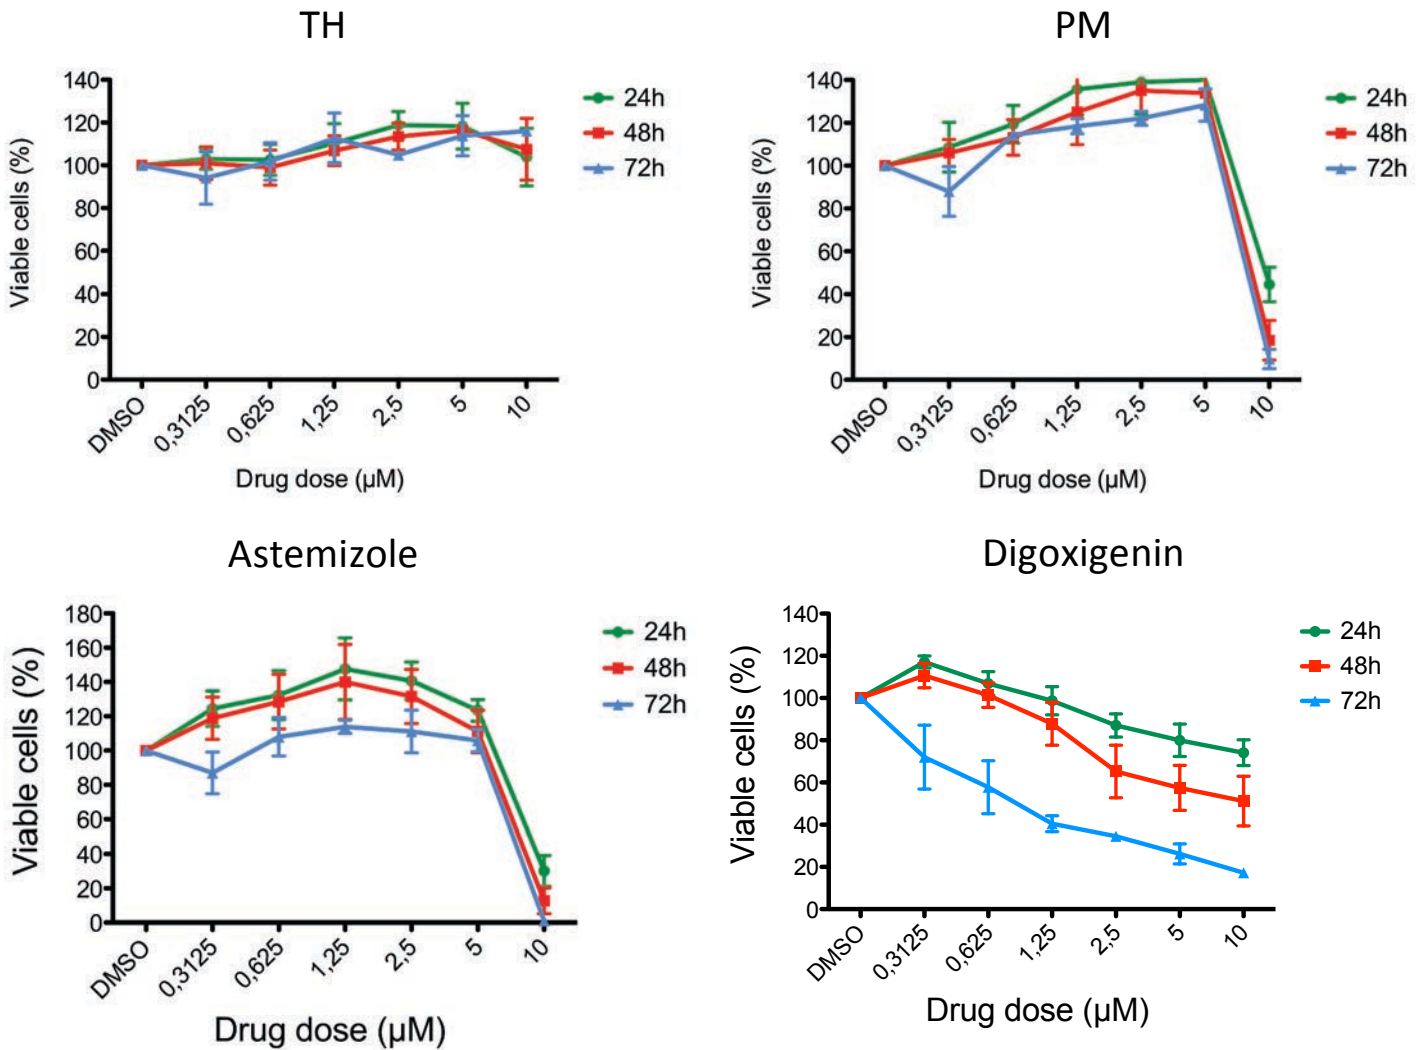 TH
140
120
100
80
60
40
20
0
Viable cells (%)
DMSO
0,3125
0,625
1,25
2,5
5
10
Drug dose (µM)
24h
48h
72h
PM
140
120
100
80
60
40
20
0
Viable cells (%)
DMSO
0,3125
0,625
1,25
2,5
5
10
Drug dose (µM)
24h
48h
72h
Astemizole
180
160
140
120
100
80
60
40
20
0
Viable cells (%)
DMSO
0,3125
0,625
1,25
2,5
5
10
Drug dose (µM)
24h
48h
72h
Digoxigenin
140
120
100
80
60
40
20
0
Viable cells (%)
DMSO
0,3125
0,625
1,25
2,5
5
10
Drug dose (µM)
24h
48h
72h